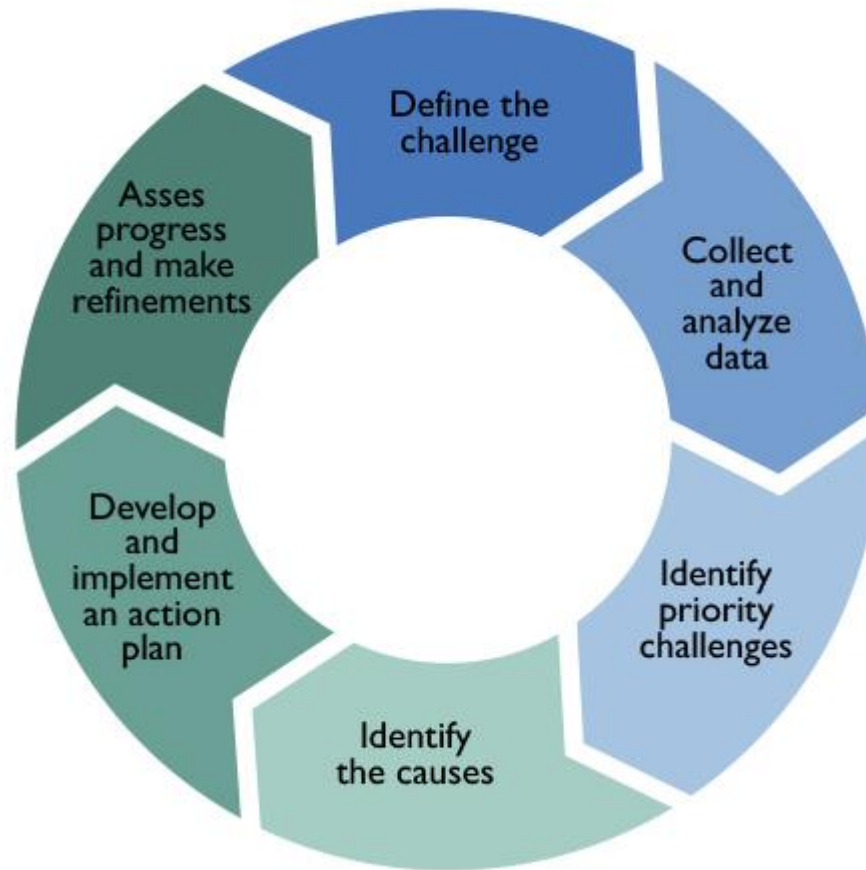 Define the
challenge
Collect
and
analyze
data
Identify
priority
challenges
Identify
the causes
Develop
and
implement
an action
plan
Asses
progress
and make
refinements